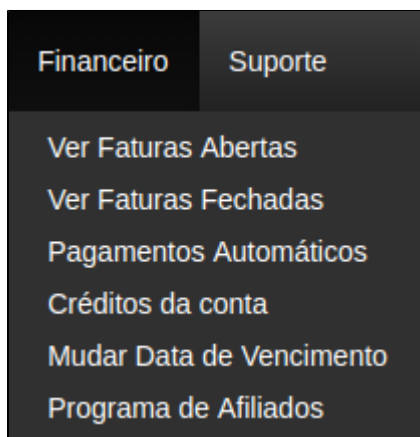 Financeiro Suporte
Ver Faturas Abertas
Ver Faturas Fechadas
Pagamentos Automáticos
Créditos da conta
Mudar Data de Vencimento
Programa de Afiliados